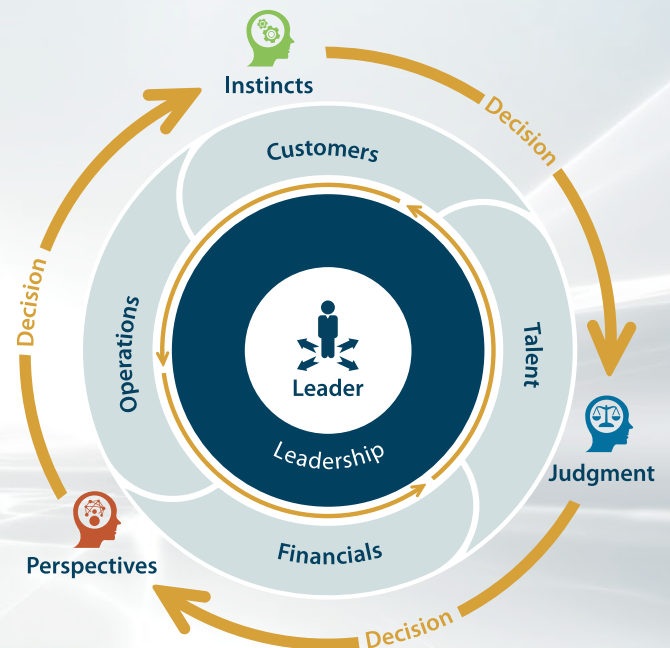 Instincts
Decision
Customers
Decision
Operations
Talent
Leader
Leadership
Judgment
Financials
Perspectives
Decision